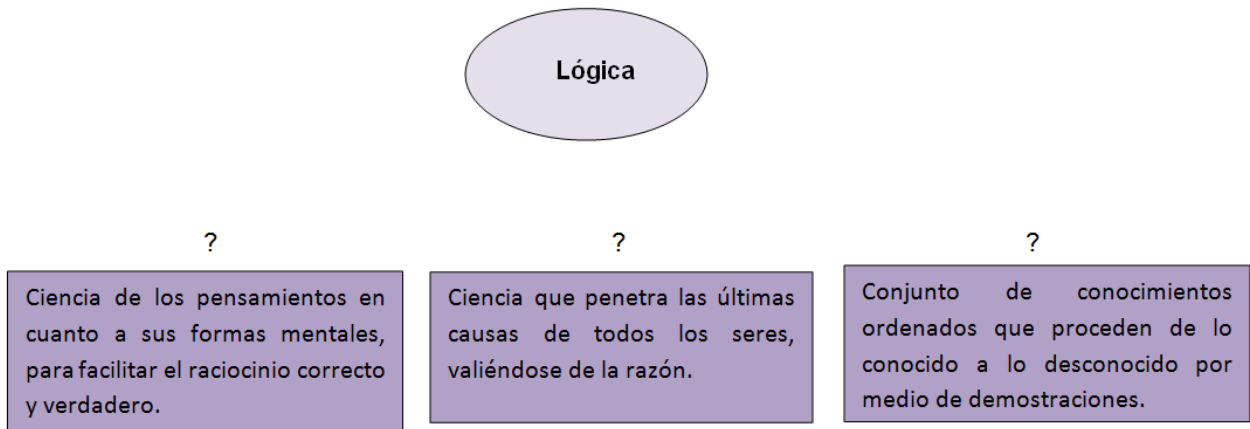 Lógica
?
Ciencia de los pensamientos en
cuanto a sus formas mentales,
para facilitar el raciocinio correcto
y verdadero.
?
Ciencia que penetra las últimas
causas de todos los seres,
valiéndose de la razón.
?
Conjunto de conocimientos
ordenados que proceden de lo
conocido a lo desconocido por
medio de demostraciones.